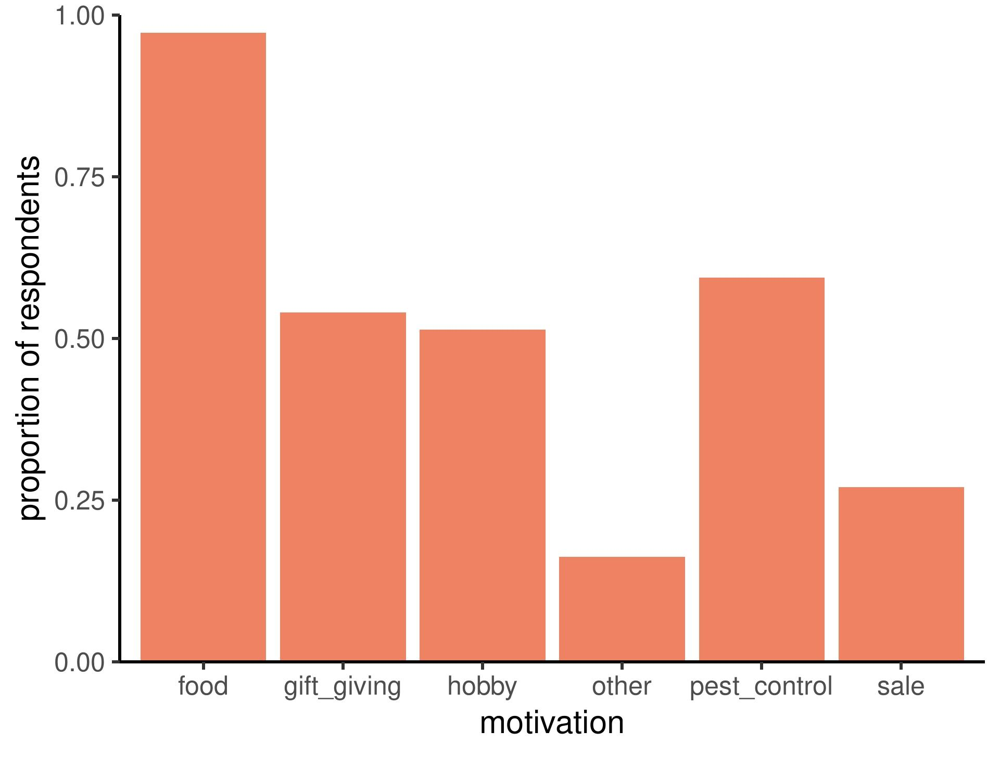 1.00
0.75
0.50
0.25
0.00
proportion of respondents
food gift_giving hobby other pest_control sale
motivation